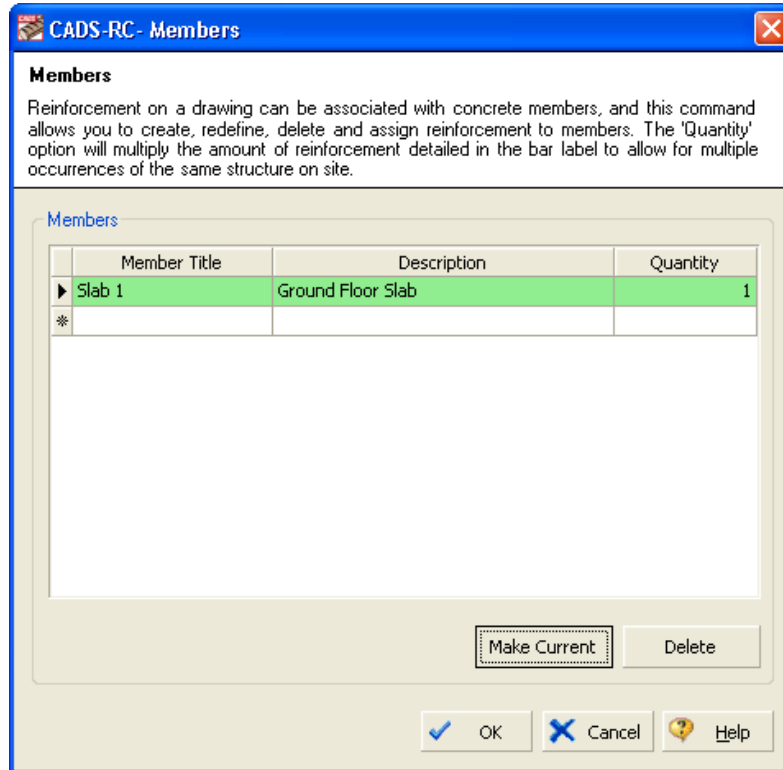 CADS-RC- Members
Members
Reinforcement on a drawing can be associated with concrete members, and this command
allows you to create, redefine, delete and assign reinforcement to members. The 'Quantity'
option will multiply the amount of reinforcement detailed in the bar label to allow for multiple
occurrences of the same structure on site.
Members
Member Title Description Quantity
Slab 1 Ground Floor Slab 1
Make Current Delete
OK Cancel Help